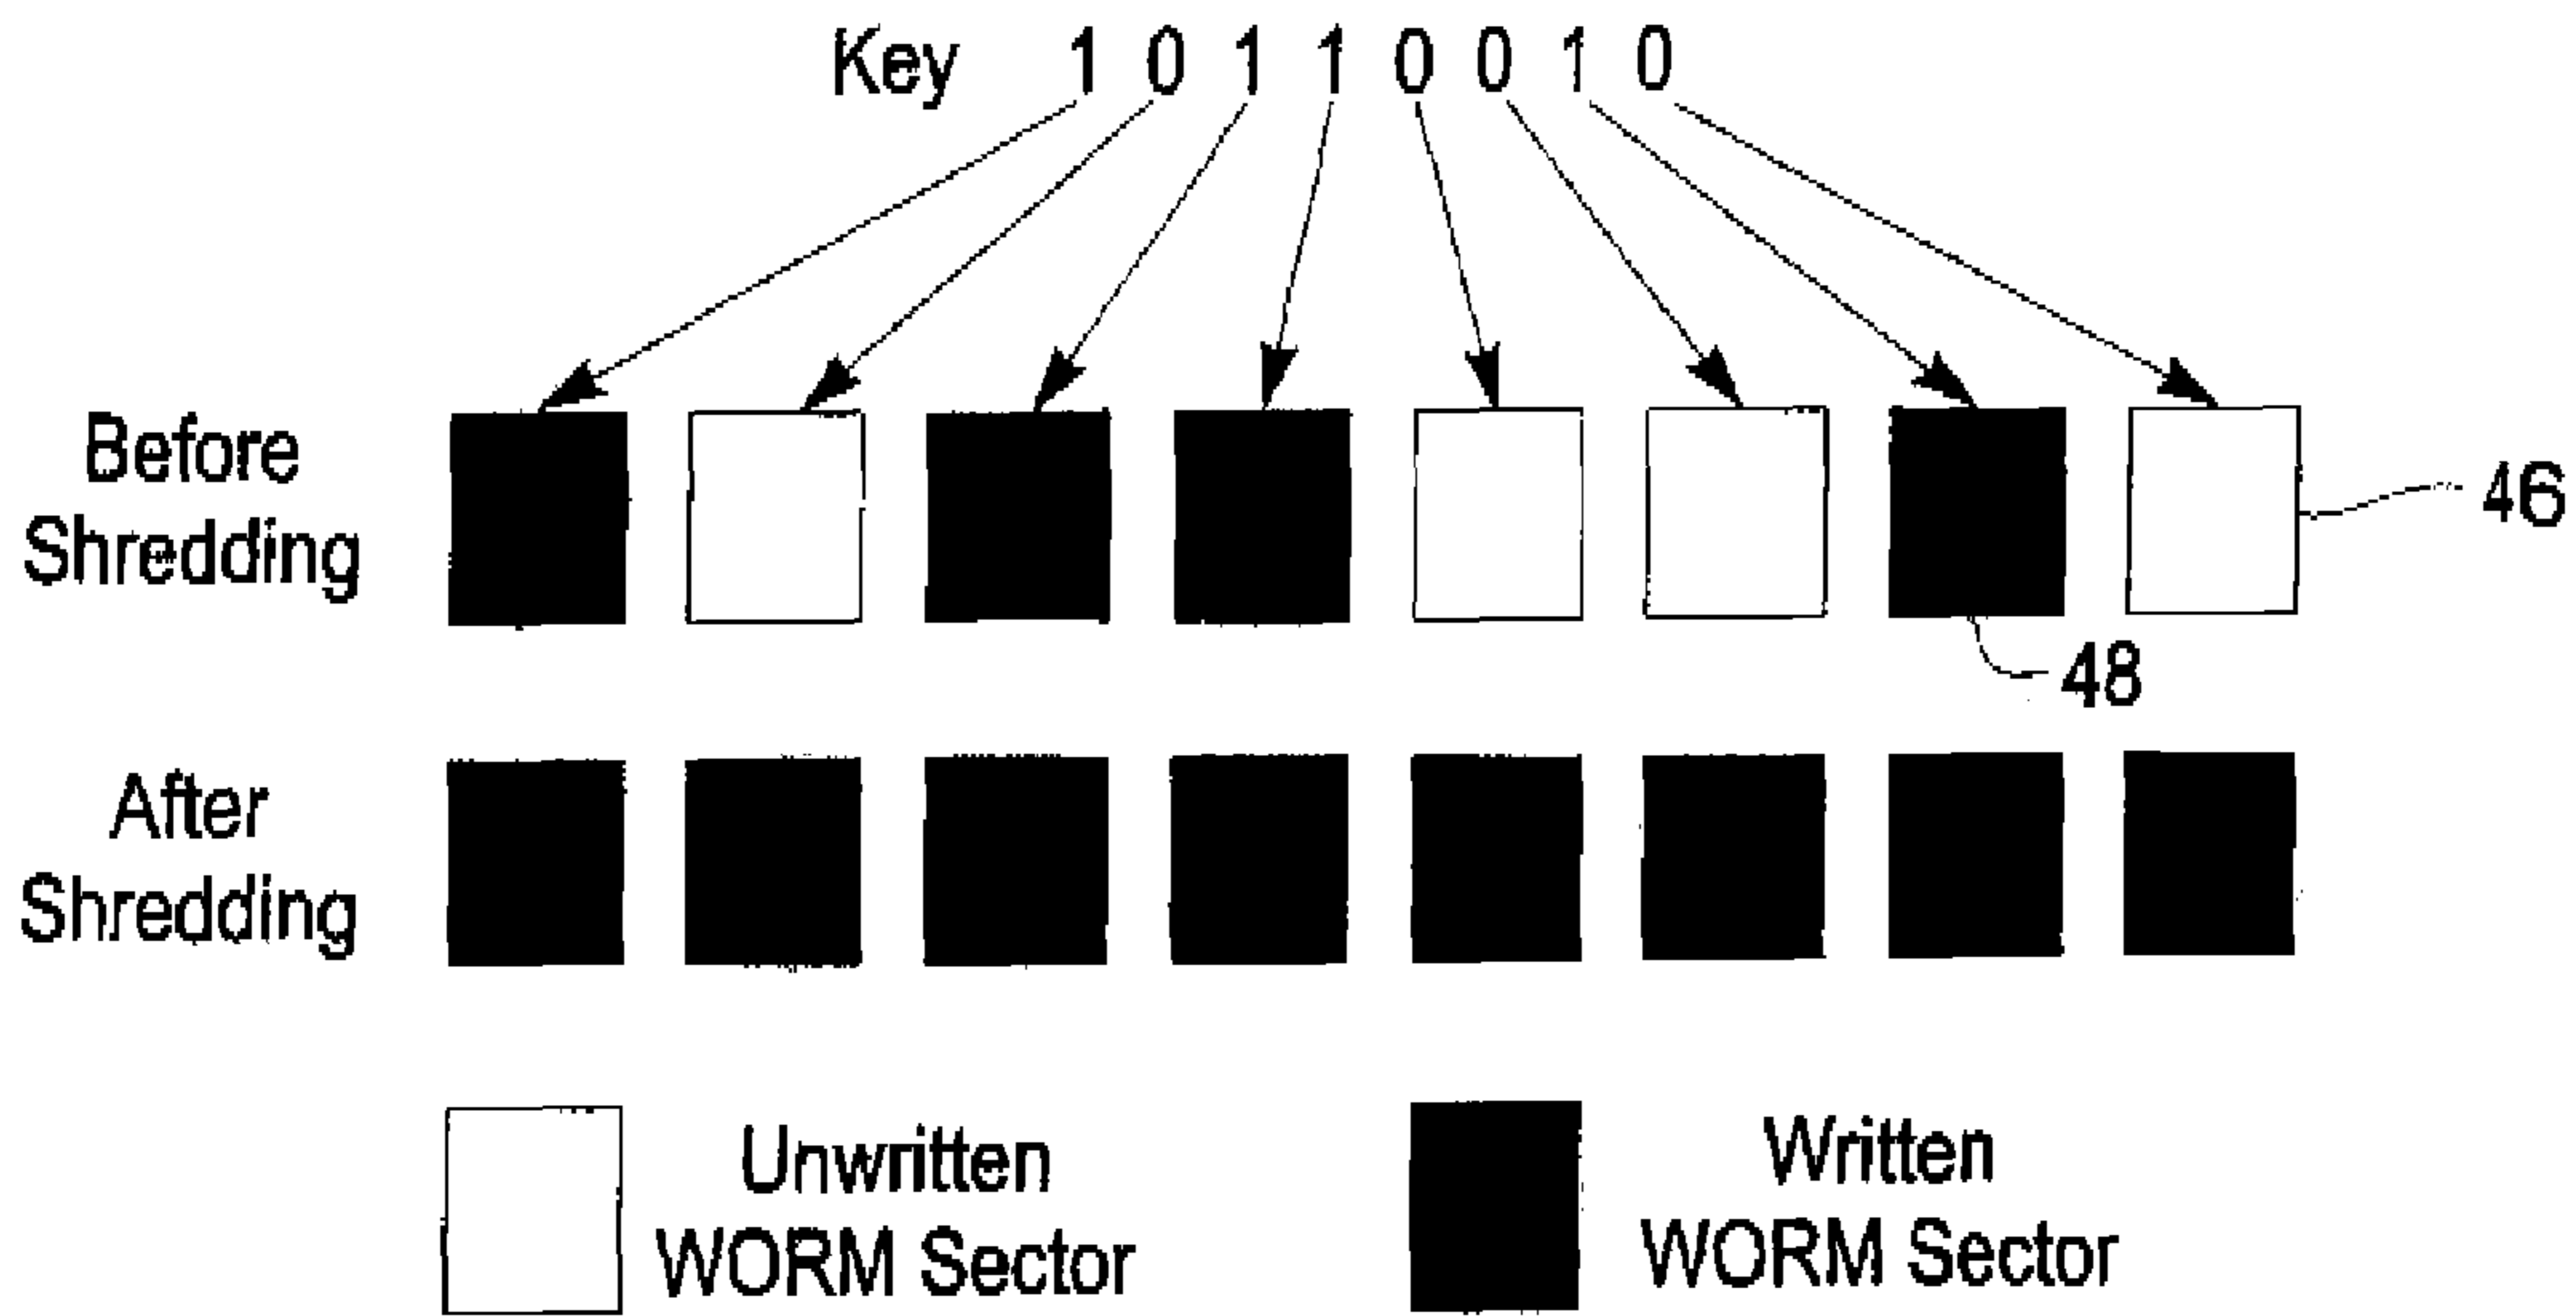 Key 1 0 1 1 0 0 1 0
Before
Shredding
46
48
After
Shredding
Unwritten
WORM Sector
Written
WORM Sector